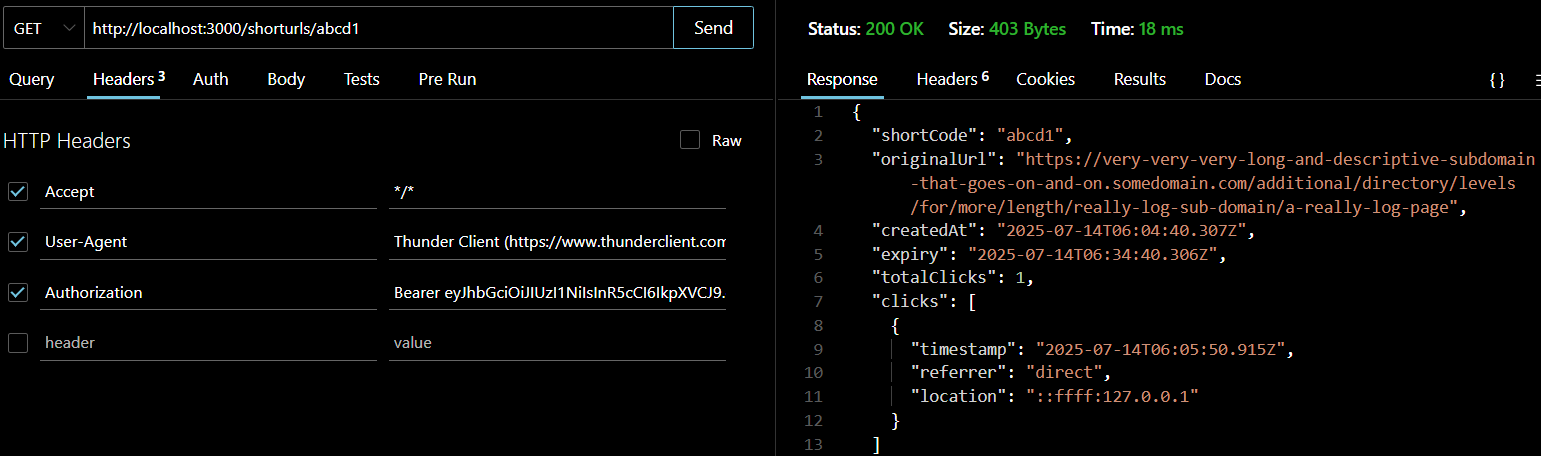 GET http://localhost:3000/shorturls/abcd1 Send
Query Headers 3 Auth Body Tests Pre Run
HTTP Headers Raw
Accept */*
User-Agent Thunder Client (https://www.thunderclient.com
Authorization Bearer eyJhbGciOiJIUzI1NiIsInR5cCI6IkpXVCJ9.
header value
Status: 200 OK Size: 403 Bytes Time: 18 ms
Response Headers 6 Cookies Results Docs {}
1 {
2 "shortCode": "abcd1",
3 "originalUrl": "https://very-very-very-long-and-descriptive-subdomain
-that-goes-on-and-on.somedomain.com/additional/directory/levels
/for/more/length/really-log-sub-domain/a-really-log-page",
4 "createdAt": "2025-07-14T06:04:40.307Z",
5 "expiry": "2025-07-14T06:34:40.306Z",
6 "totalClicks": 1,
7 "clicks": [
8 {
9 "timestamp": "2025-07-14T06:05:50.915Z",
10 "referrer": "direct",
11 "location": "::ffff:127.0.0.1"
12 }
13 ]